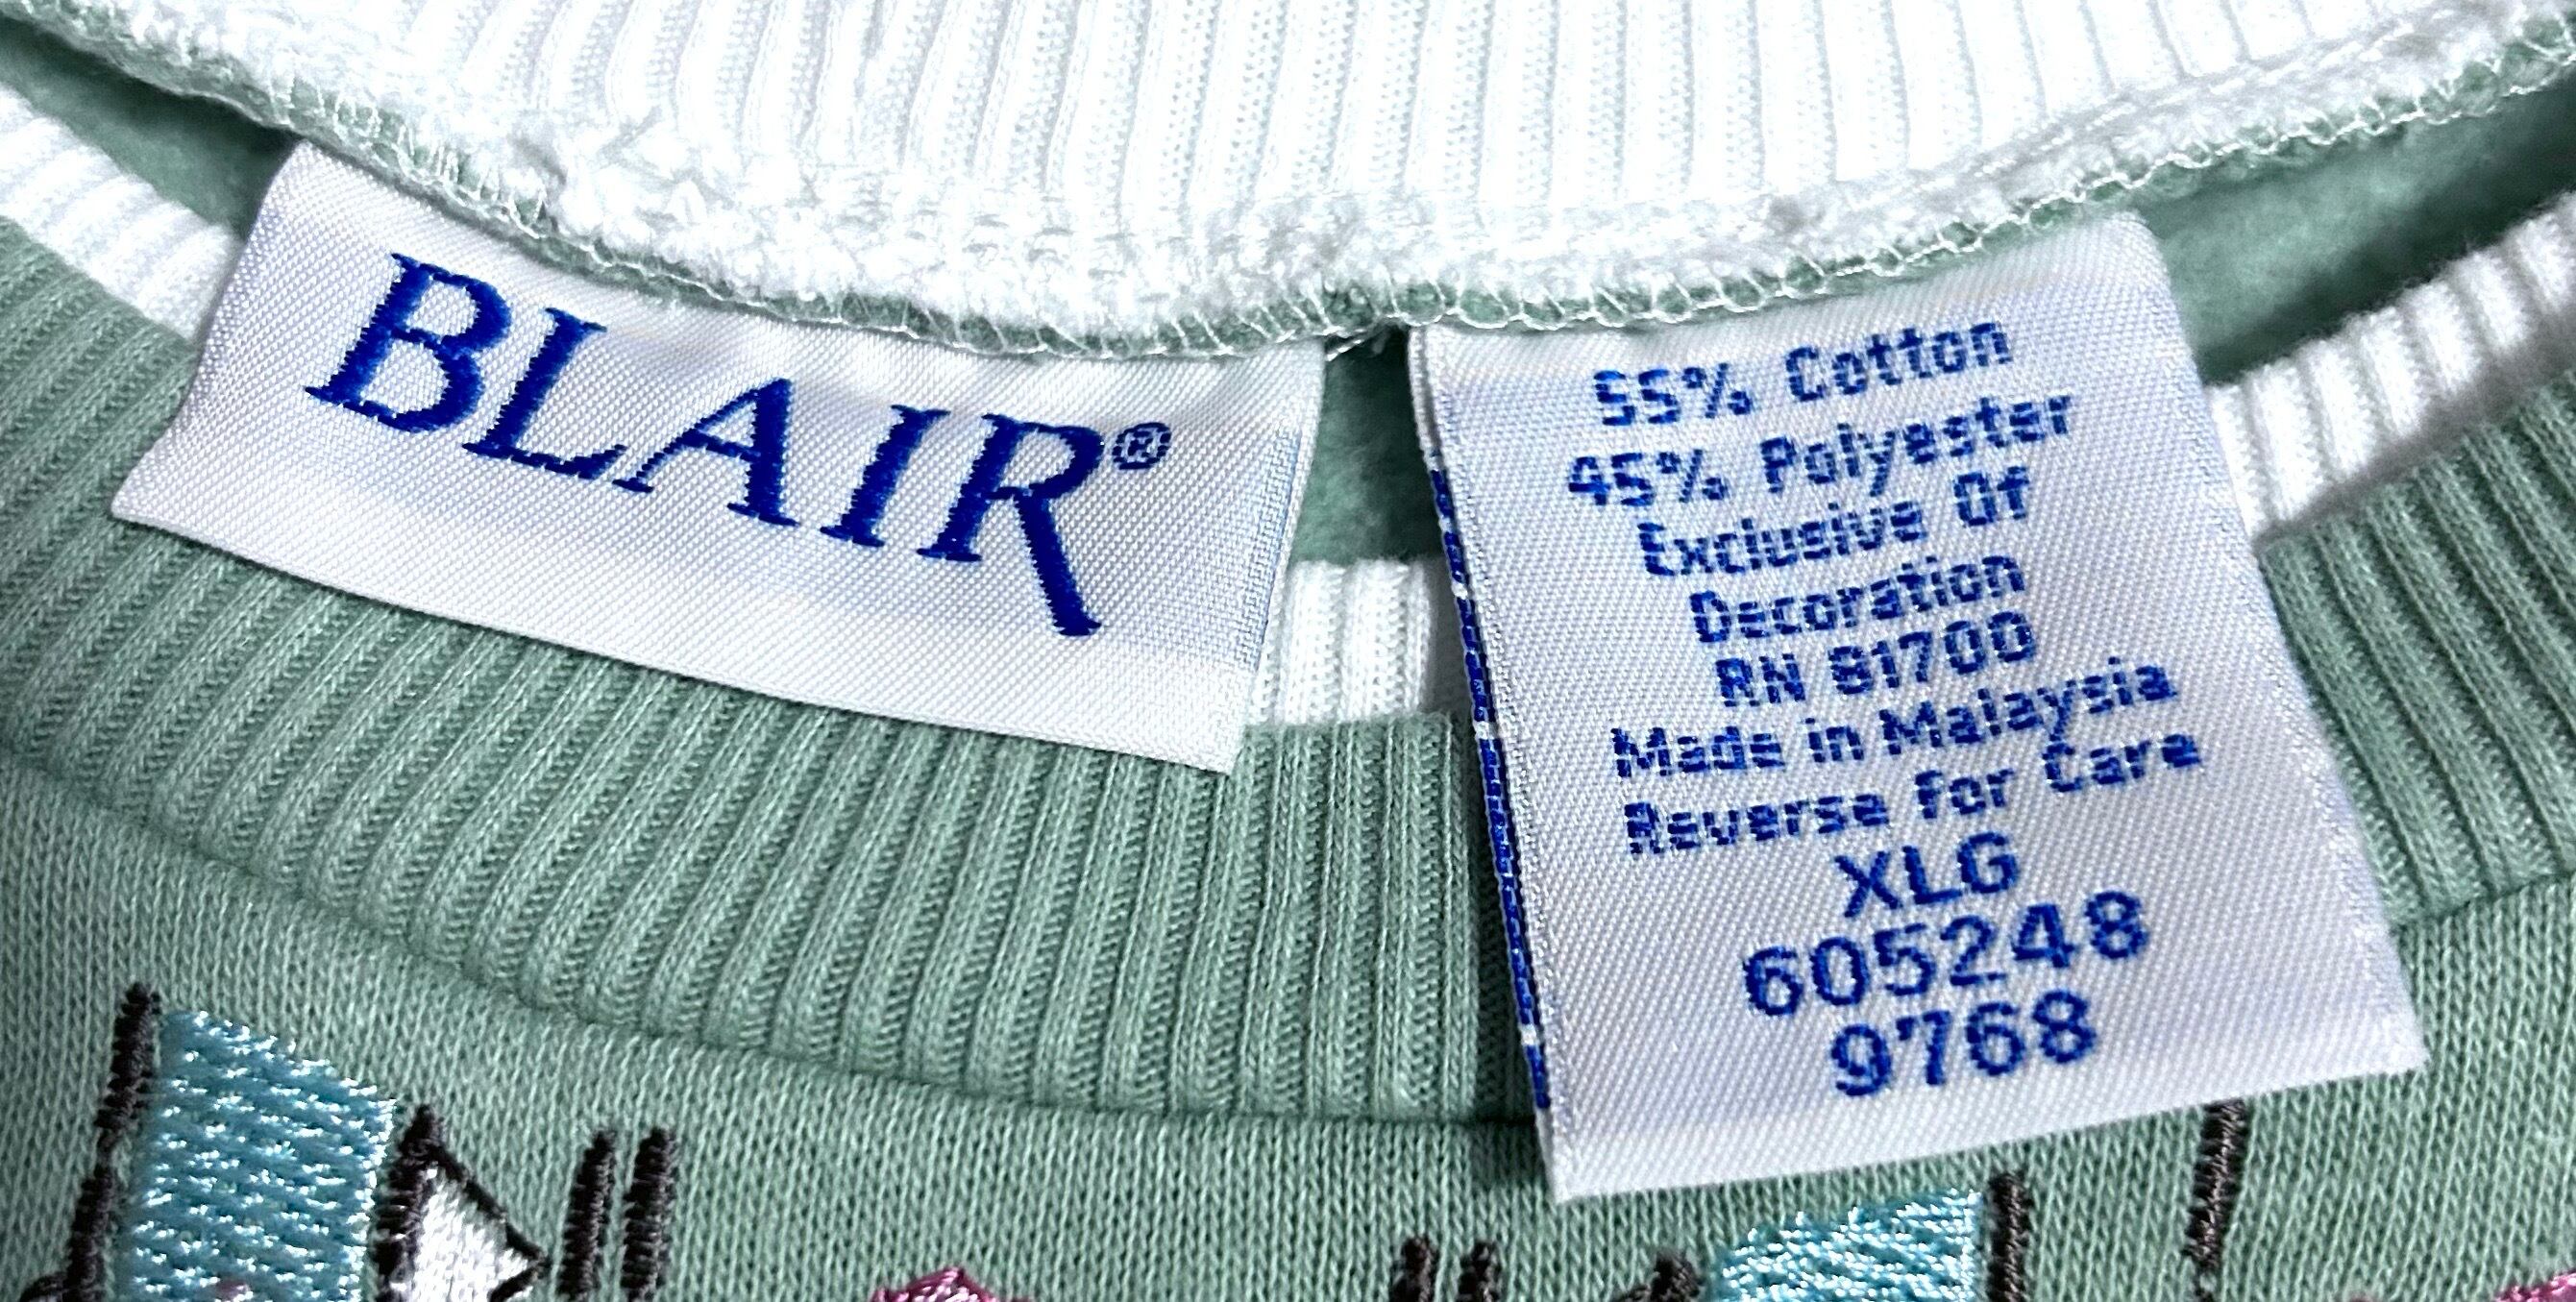 BLAIR®
55% Cotton
45% Polyester
Exclusive Of
Decoration
RN 81700
Made in Malaysia
Reverse for Care
XLG
605248
9768